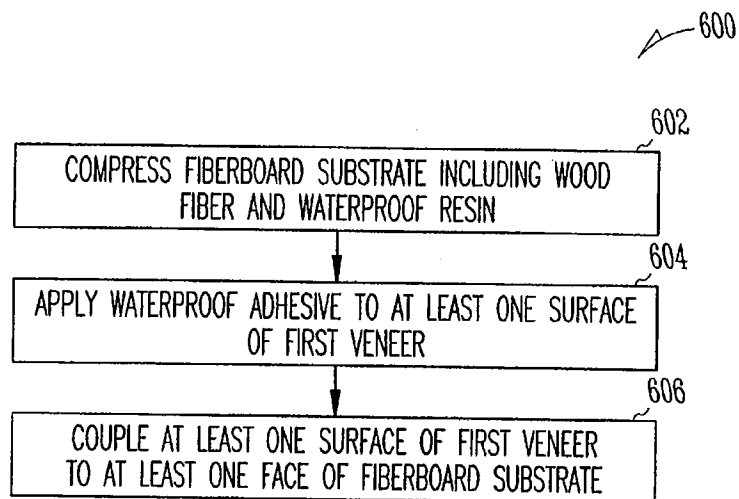 600
602
COMPRESS FIBERBOARD SUBSTRATE INCLUDING WOOD
FIBER AND WATERPROOF RESIN
604
APPLY WATERPROOF ADHESIVE TO AT LEAST ONE SURFACE
OF FIRST VENEER
606
COUPLE AT LEAST ONE SURFACE OF FIRST VENEER
TO AT LEAST ONE FACE OF FIBERBOARD SUBSTRATE